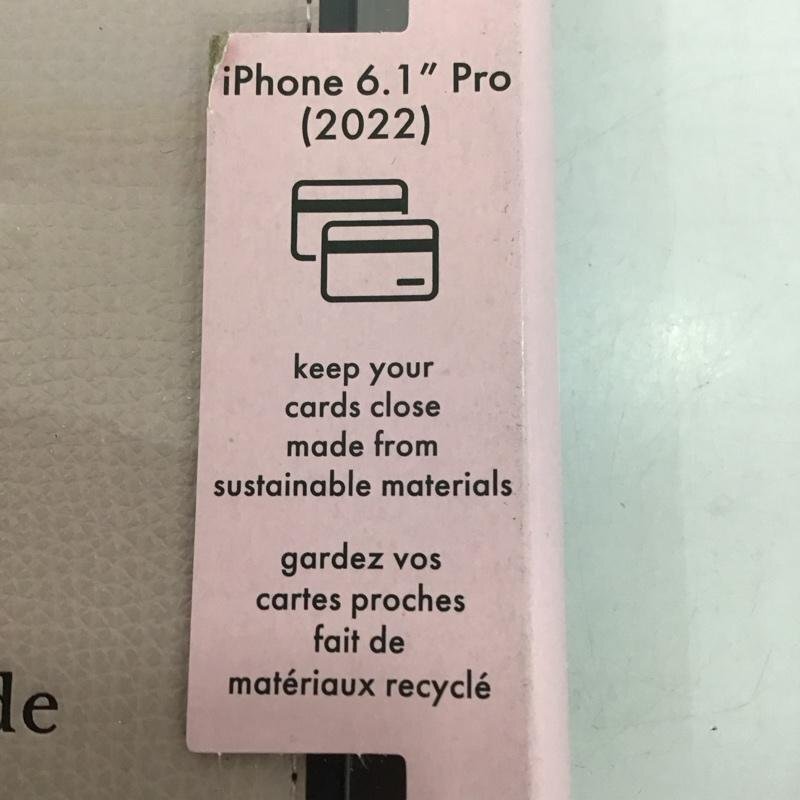 iPhone 6.1″ Pro
(2022)
keep your
cards close
made from
sustainable materials
gardez vos
cartes proches
fait de
matériaux recyclé
de